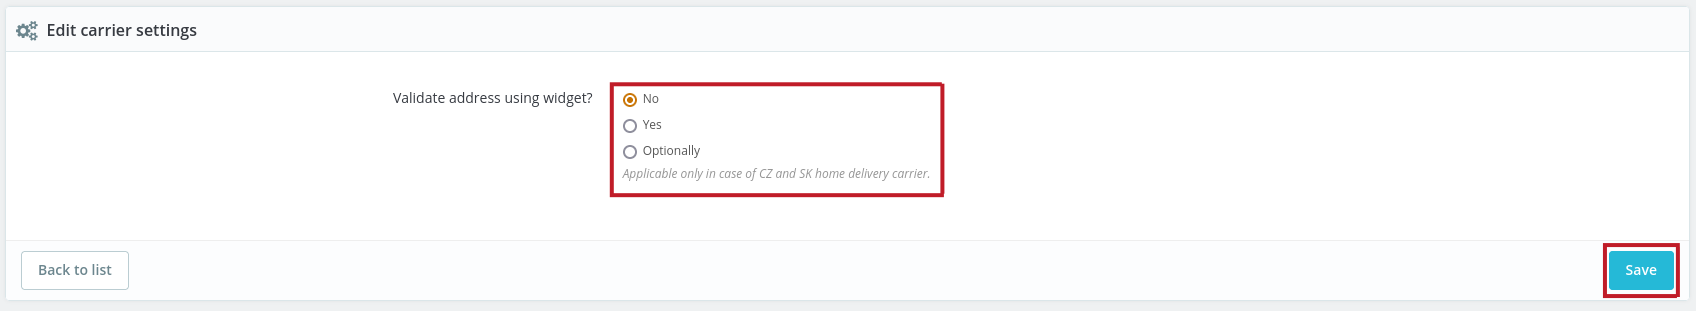 Edit carrier settings
Validate address using widget?
No
Yes
Optionally
Applicable only in case of CZ and SK home delivery carrier.
Back to list
Save